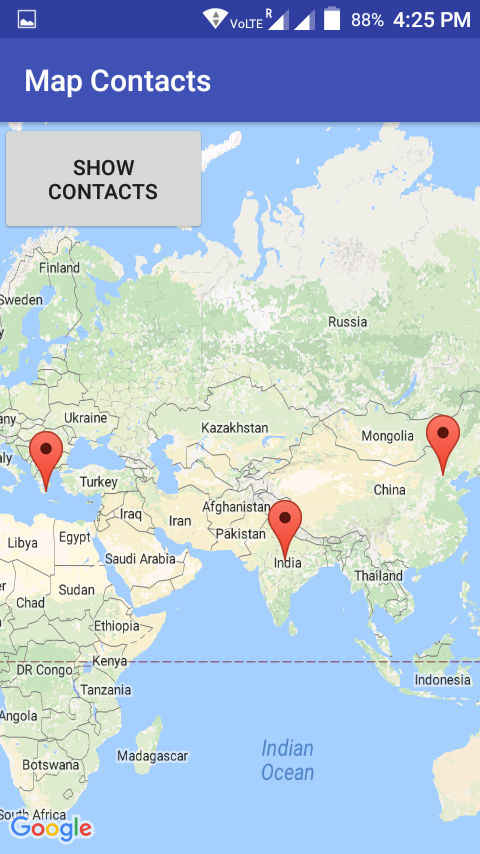 VoLTE R 88% 4:25 PM
Map Contacts
SHOW
CONTACTS
Finland
Sweden
Russia
Ukraine
Kazakhstan
Mongolia
Turkey
China
Afghanistan
Iraq
Iran
Pakistan
Libya
Egypt
Saudi Arabia
India
Thailand
Chad
Sudan
Ethiopia
DR Congo
Kenya
Indonesia
Tanzania
Angola
Indian
Ocean
Madagascar
Botswana
South Africa
Google